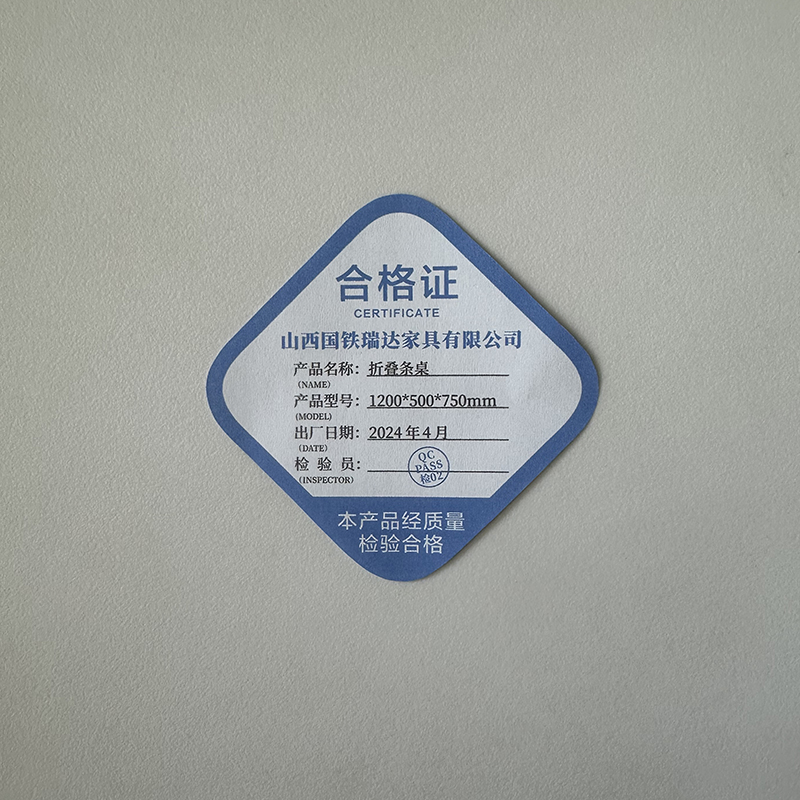 合格证
CERTIFICATE
山西国铁瑞达家具有限公司
产品名称：折叠条桌
(NAME)
产品型号：1200*500*750mm
(MODEL)
出厂日期：2024年4月
(DATE)
检 验 员：
(INSPECTOR)
QC
PASS
检02
本产品经质量
检验合格